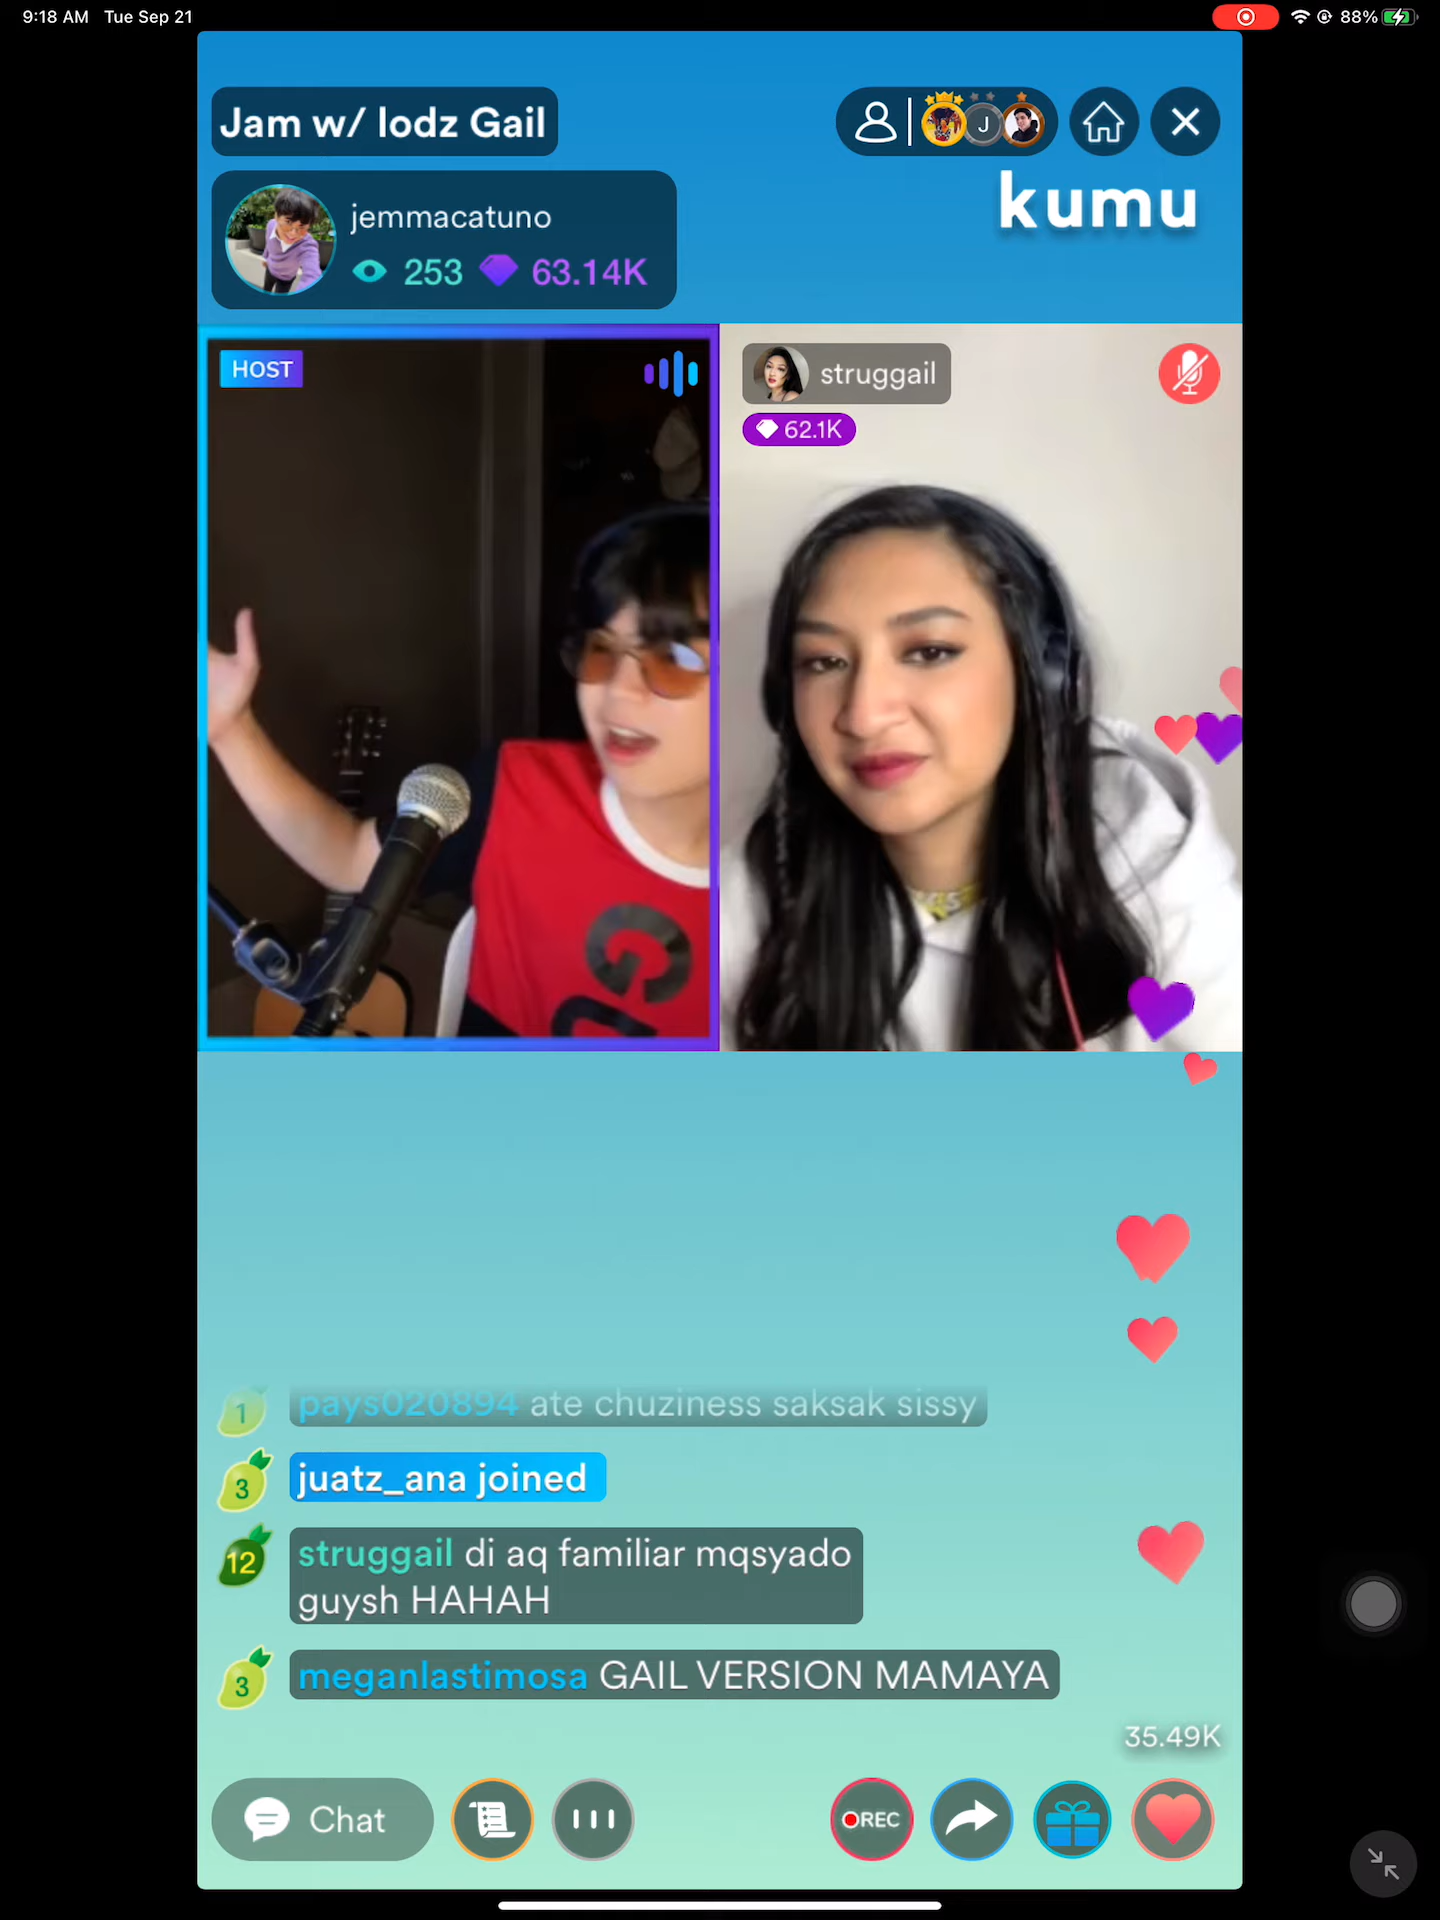 9:18 AM Tue Sep 21
88%
Jam w/ lodz Gail
J
jemmacatuno
253 63.14K
kumu
HOST
struggail
62.1K
1 pays020894 ate chuziness saksak sissy
3 juatz_ana joined
12 struggail di aq familiar mqsyado
guysh HAHAH
3 meganlastimosa GAIL VERSION MAMAYA
35.49K
Chat
REC